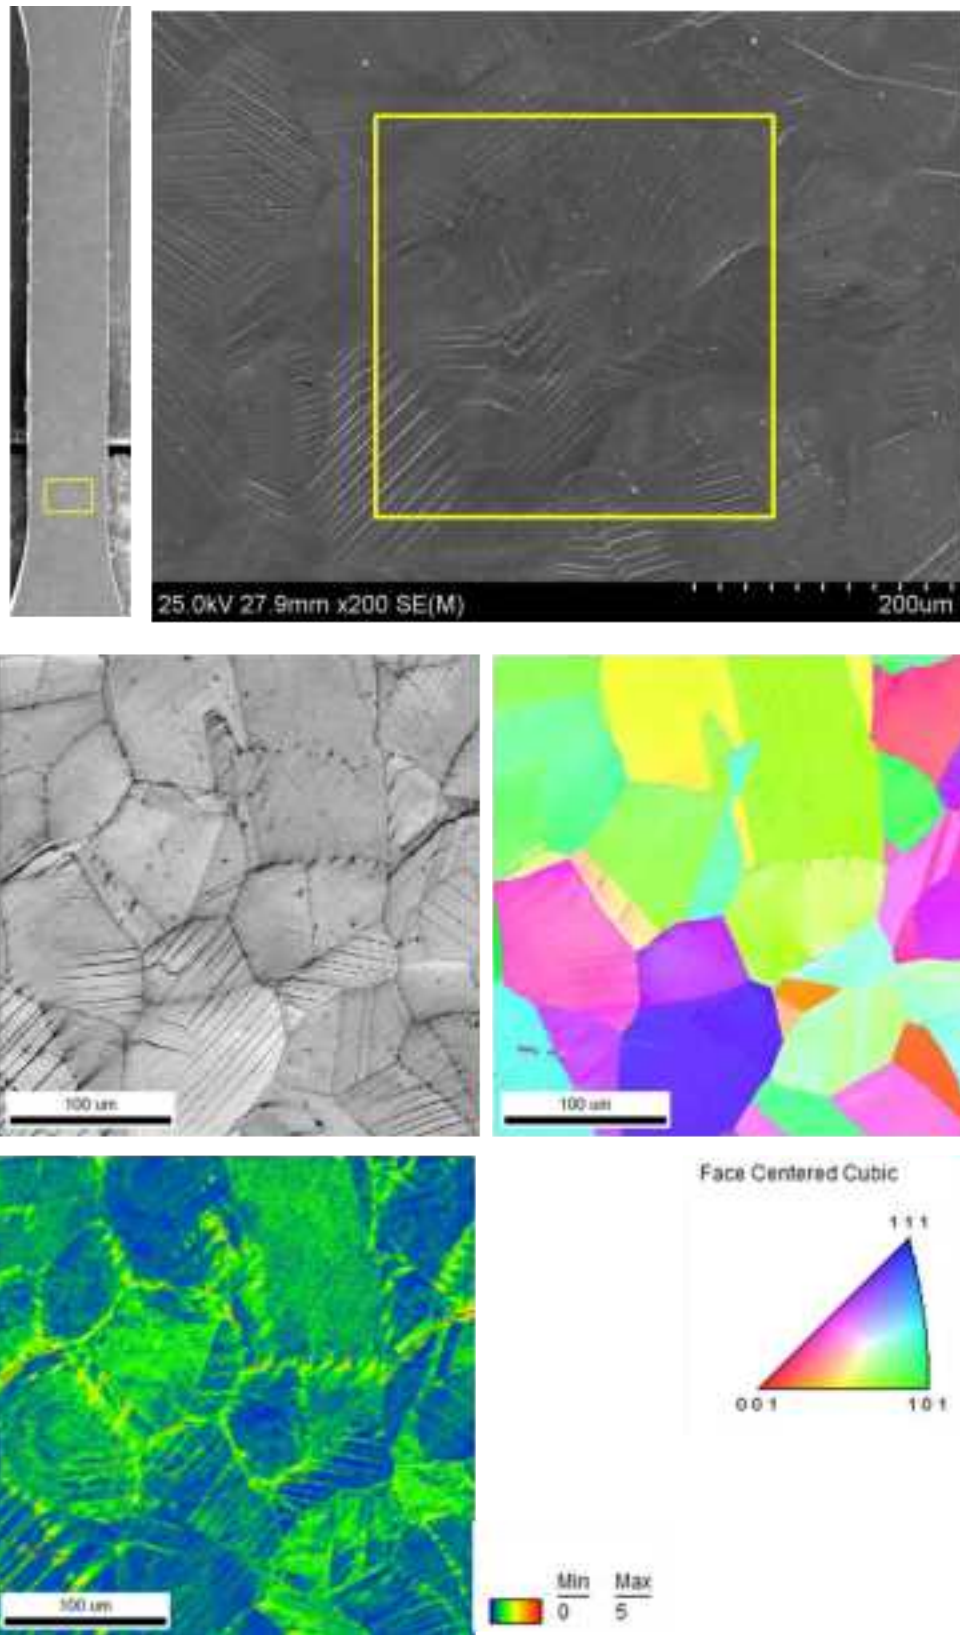 25.0kV 27.9mm x200 SE(M)
200um
100 um
100 um
Face Centered Cubic
1 1 1
0 0 1
1 0 1
100 um
Min Max
0 5